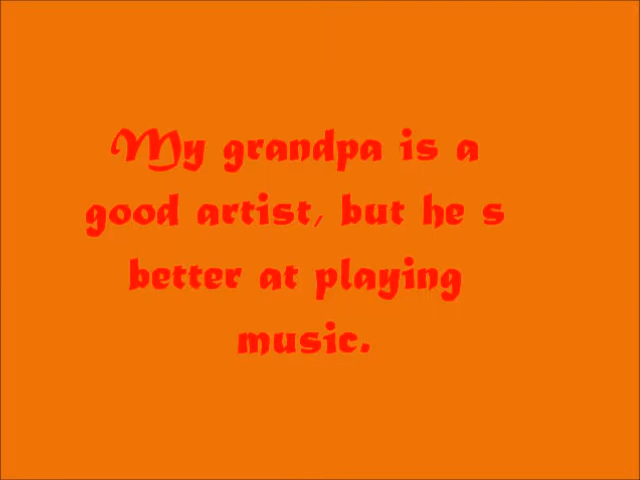 My grandpa is a
good artist, but he s
better at playing
music.